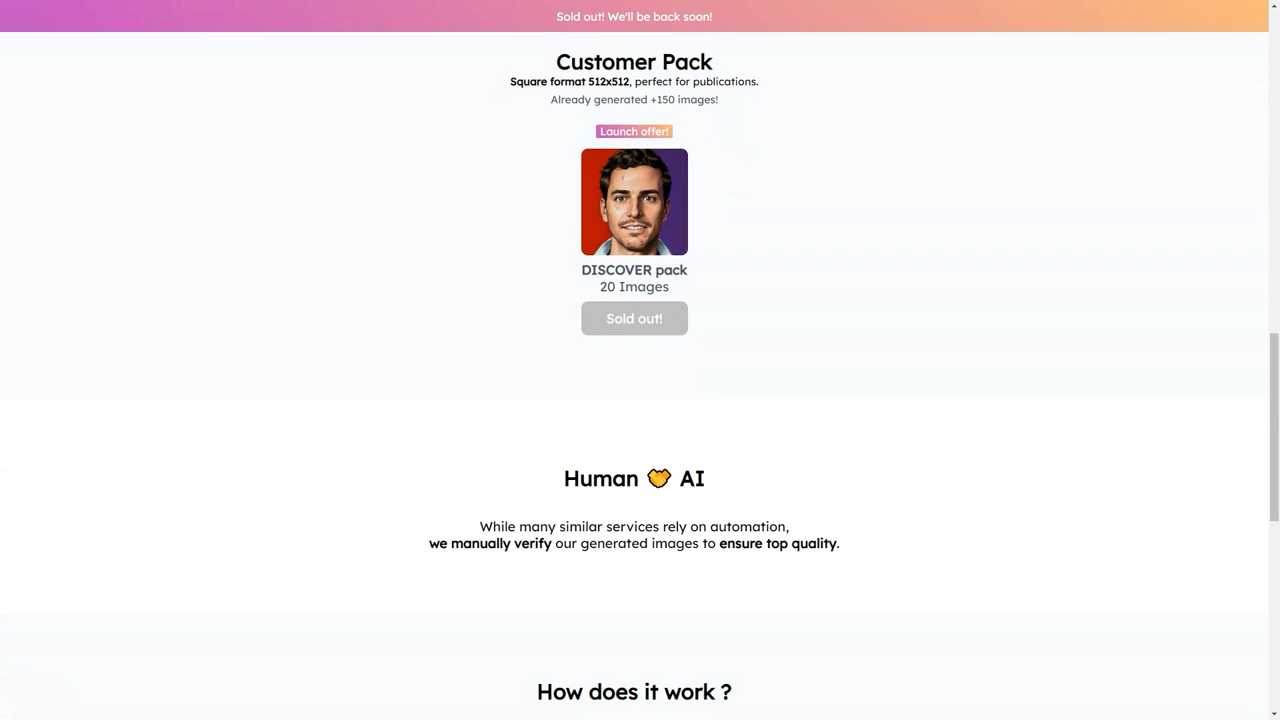 Sold out! We'll be back soon!
Customer Pack
Square format 512x512, perfect for publications.
Already generated +150 images!
Launch offer!
DISCOVER pack
20 Images
Sold out!
Human 🤝 AI
While many similar services rely on automation,
we manually verify our generated images to ensure top quality.
How does it work ?